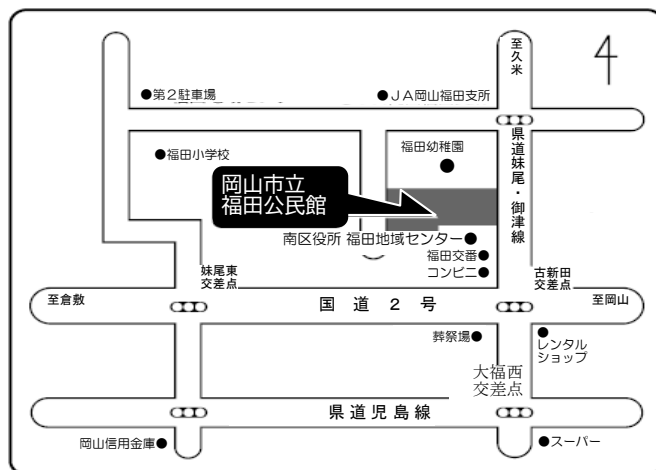 至久米
●第２駐車場
●ＪＡ岡山福田支所
県道妹尾・御津線
福田幼稚園
●
●福田小学校
岡山市立
福田公民館
南区役所 福田地域センター●
福田交番●
コンビニ●
妹尾東
交差点
古新田
交差点
至倉敷
国道２号
至岡山
葬祭場●
●
レンタル
ショップ
大福西
交差点
県道児島線
岡山信用金庫●
●スーパー